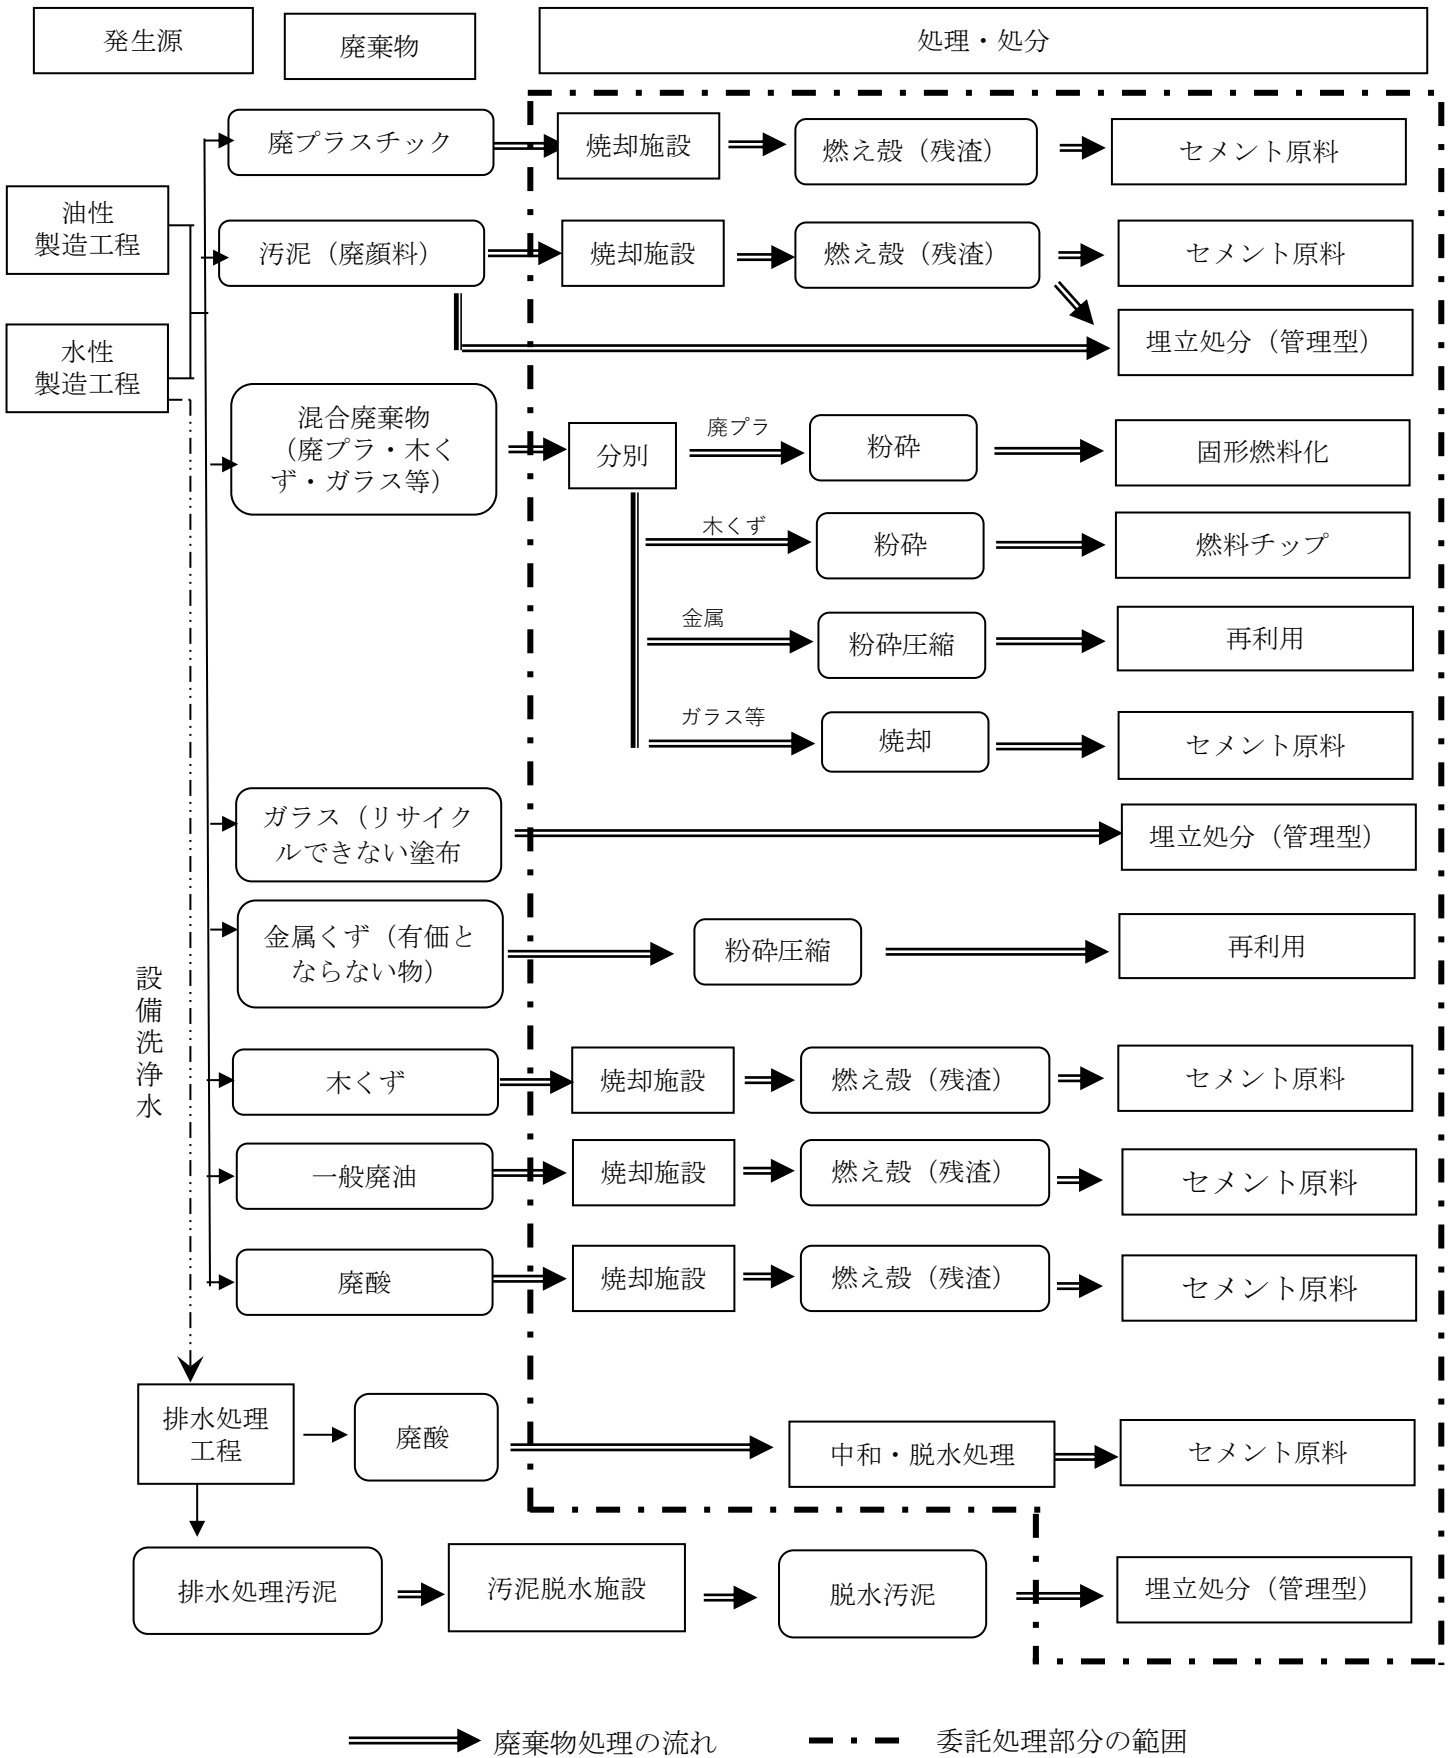 発生源
廃棄物
処理・処分
廃プラスチック
焼却施設
燃え殻（残渣）
セメント原料
油性
製造工程
汚泥（廃顔料）
焼却施設
燃え殻（残渣）
セメント原料
埋立処分（管理型）
水性
製造工程
混合廃棄物
（廃プラ・木く
ず・ガラス等）
分別
廃プラ
粉砕
固形燃料化
木くず
粉砕
燃料チップ
金属
粉砕圧縮
再利用
ガラス等
焼却
セメント原料
ガラス（リサイク
ルできない塗布
埋立処分（管理型）
金属くず（有価と
ならない物）
粉砕圧縮
再利用
設備洗浄水
木くず
焼却施設
燃え殻（残渣）
セメント原料
一般廃油
焼却施設
燃え殻（残渣）
セメント原料
廃酸
焼却施設
燃え殻（残渣）
セメント原料
排水処理
工程
廃酸
中和・脱水処理
セメント原料
排水処理汚泥
汚泥脱水施設
脱水汚泥
埋立処分（管理型）
廃棄物処理の流れ
委託処理部分の範囲